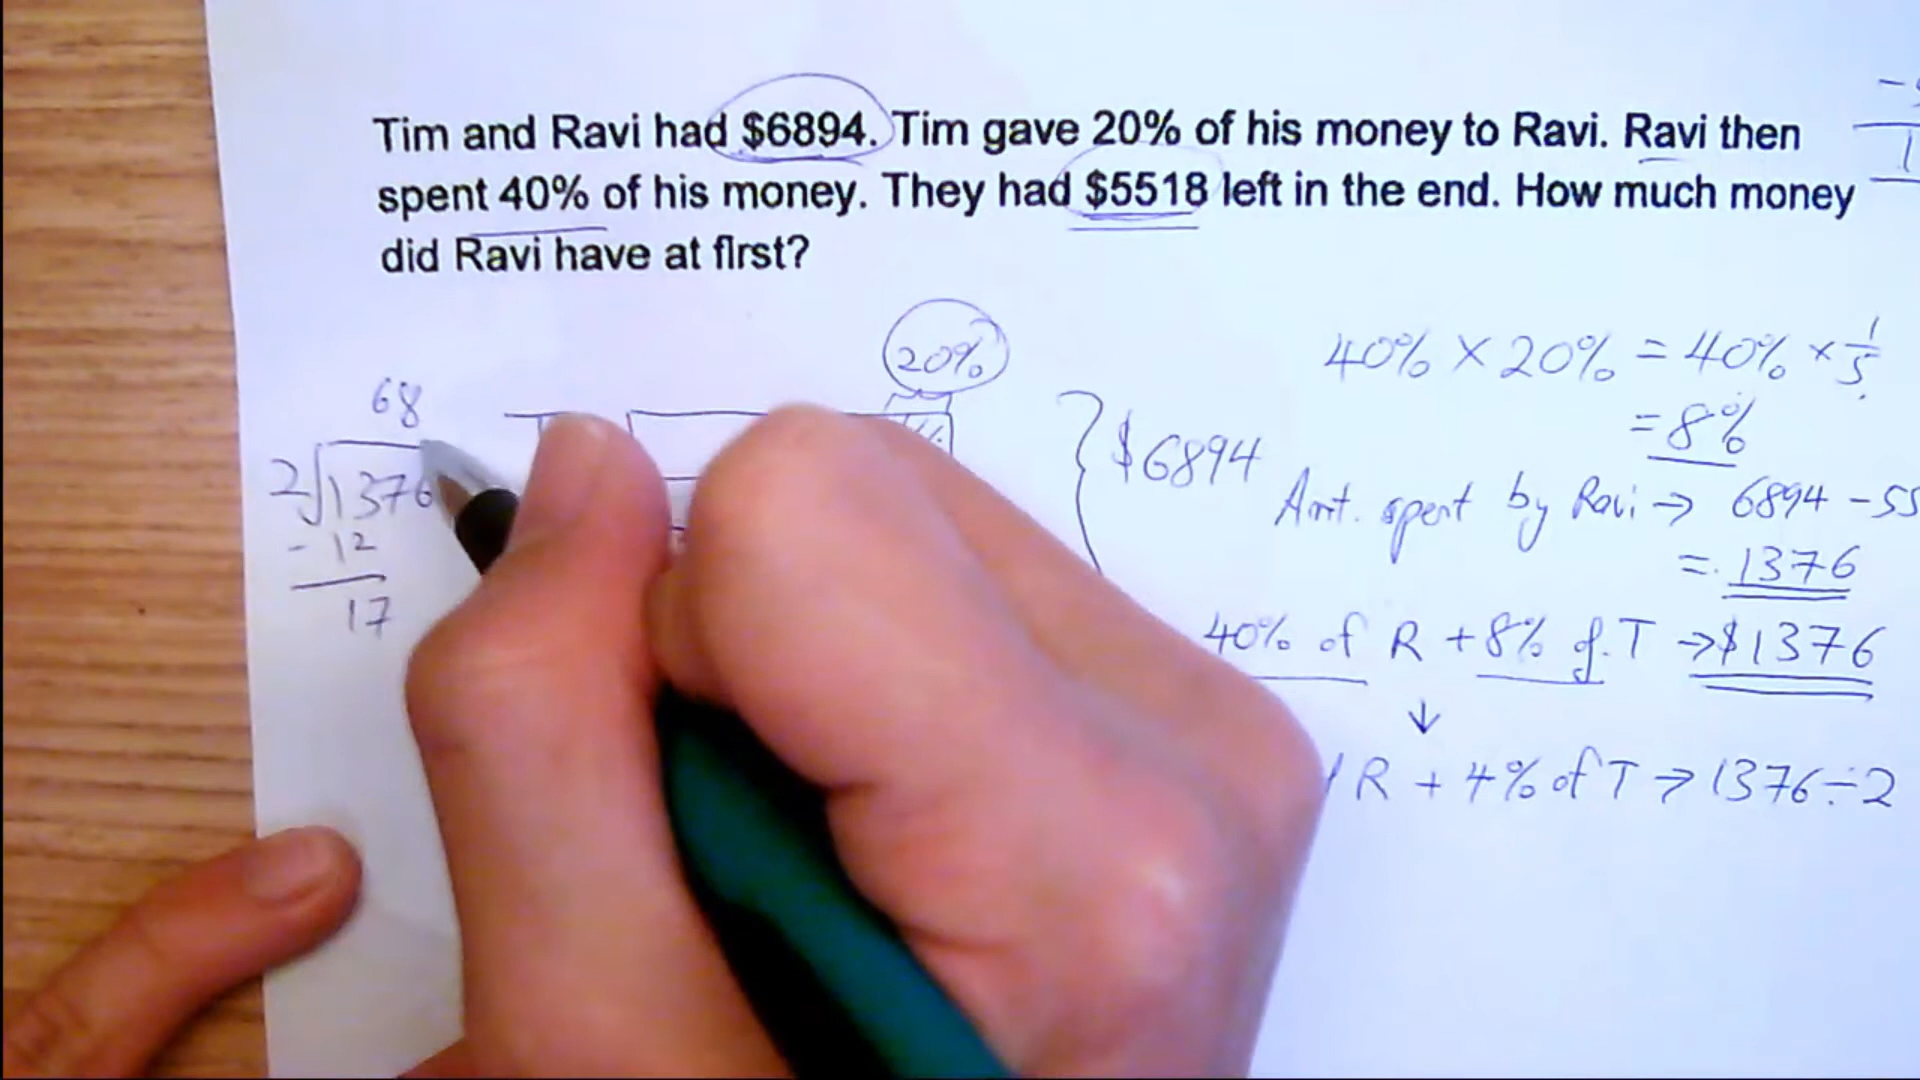 Tim and Ravi had $6894. Tim gave 20% of his money to Ravi. Ravi then
spent 40% of his money. They had $5518 left in the end. How much money
did Ravi have at first?
20%
40% × 20% = 40% × 1/5
= 8%
68
2 1376
- 12
17
$6894
Amt. spent by Ravi → 6894 - 55
= 1376
40% of R + 8% of T → $1376
↓
R + 4% of T → 1376 ÷ 2